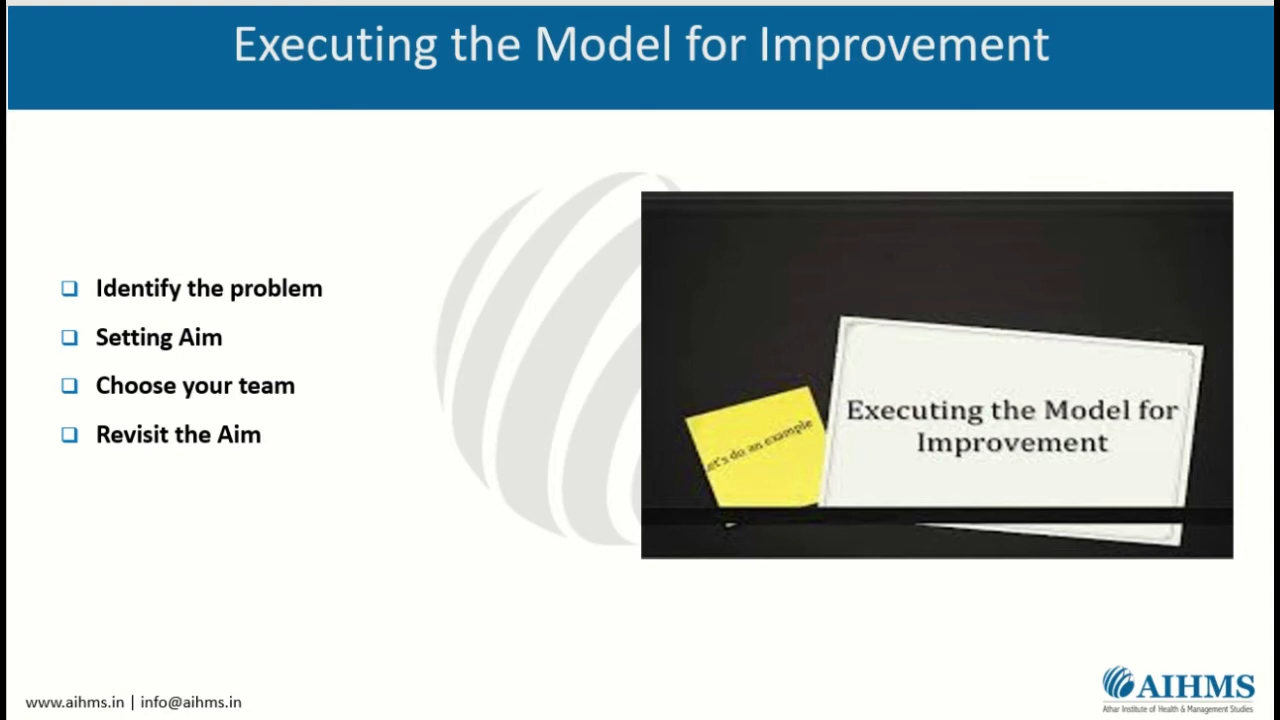 Executing the Model for Improvement
Identify the problem
Setting Aim
Choose your team
Revisit the Aim
et's do an example
Executing the Model for
Improvement
www.aihms.in | info@aihms.in
AIHMS
Athar Institute of Health & Management Studies